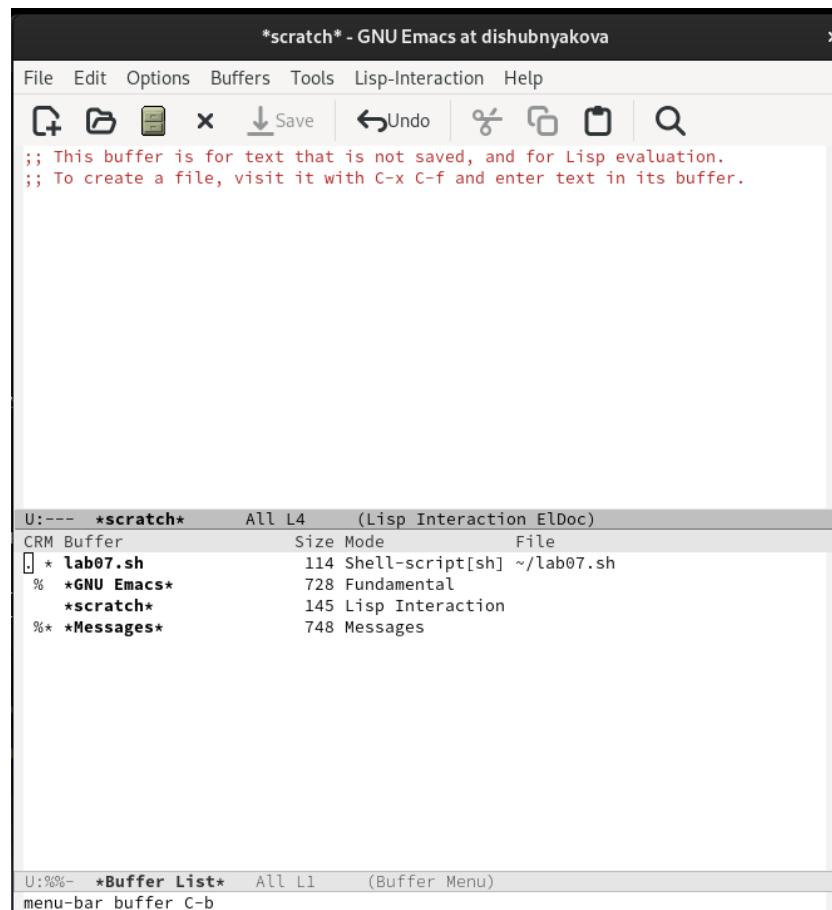 *scratch* - GNU Emacs at dishubnyakova
File Edit Options Buffers Tools Lisp-Interaction Help
Save Undo
;; This buffer is for text that is not saved, and for Lisp evaluation.
;; To create a file, visit it with C-x C-f and enter text in its buffer.
U:--- *scratch* All L4 (Lisp Interaction ElDoc)
CRM Buffer Size Mode File
. * lab07.sh 114 Shell-script[sh] ~/lab07.sh
% *GNU Emacs* 728 Fundamental
*scratch* 145 Lisp Interaction
%* *Messages* 748 Messages
U:%%- *Buffer List* All L1 (Buffer Menu)
menu-bar buffer C-b